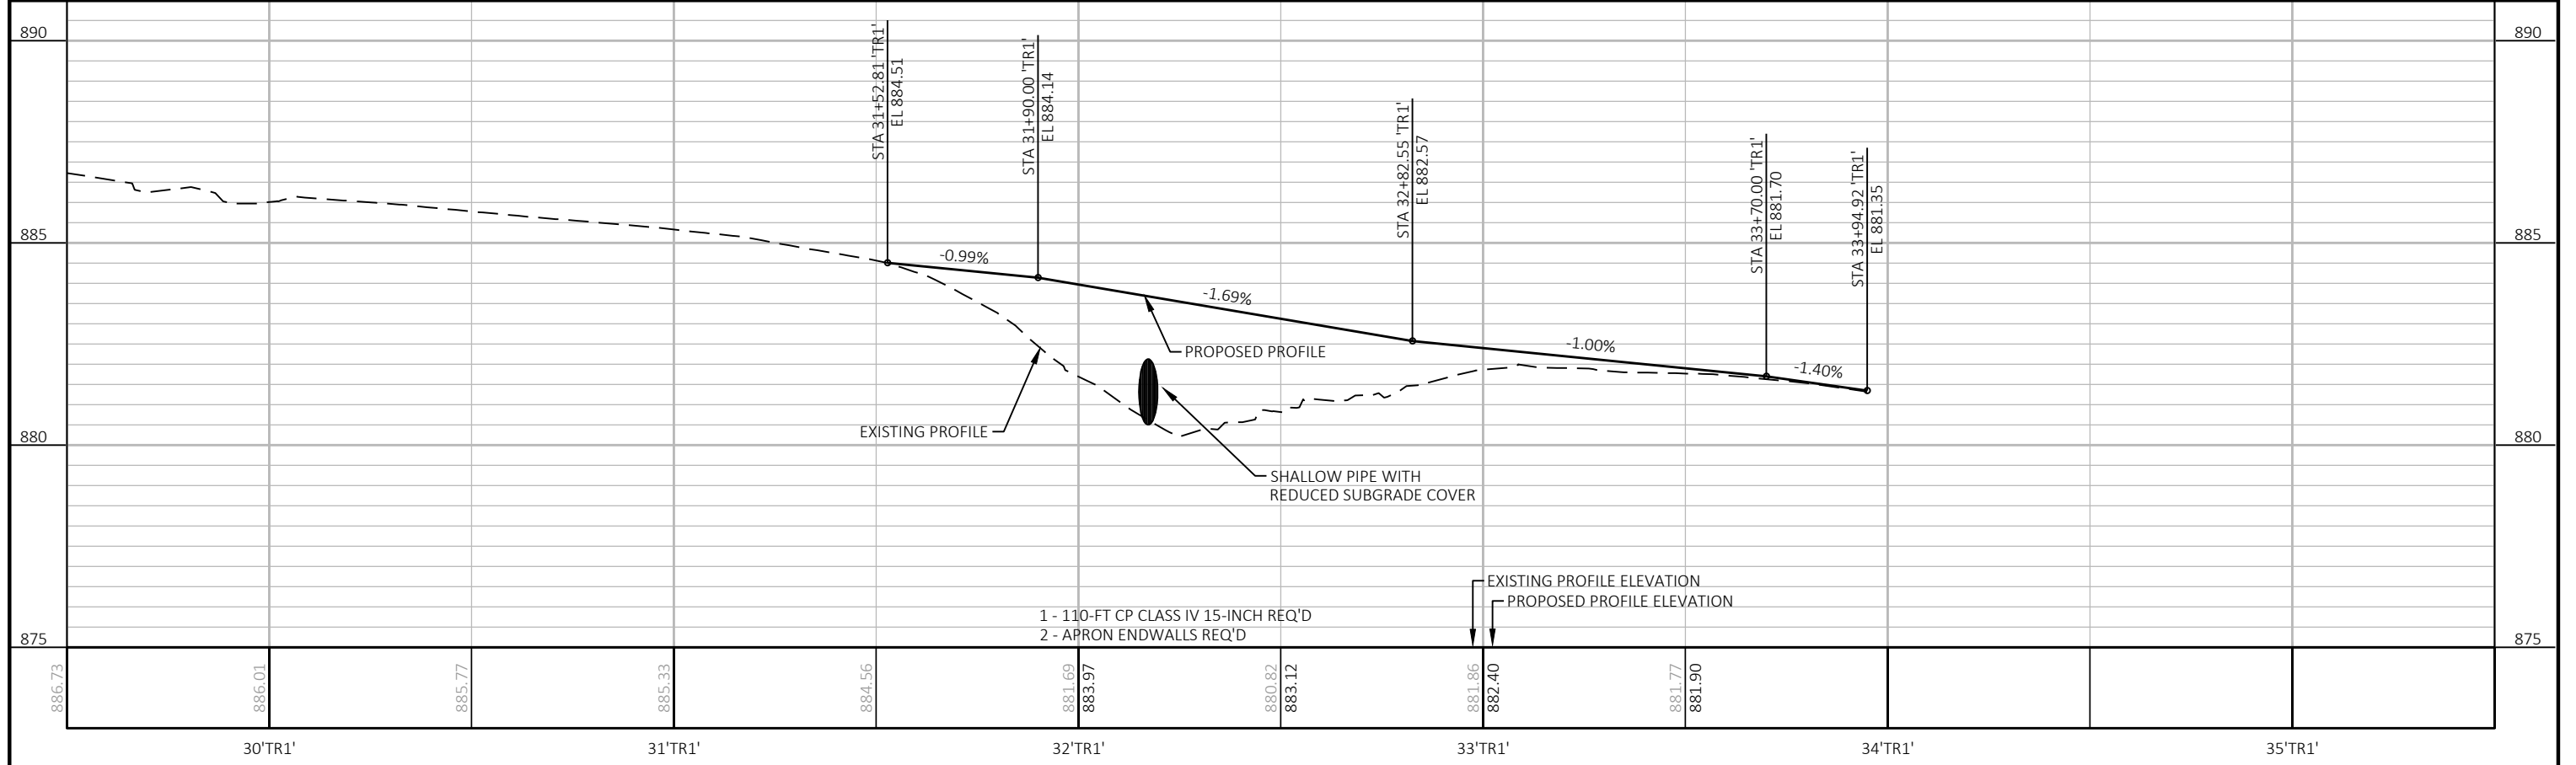 890
890
STA 31+52.81 'TR1'
EL 884.51
STA 31+90.00 'TR1'
EL 884.14
STA 32+82.55 'TR1'
EL 882.57
STA 33+70.00 'TR1'
EL 881.70
STA 33+94.92 'TR1'
EL 881.35
885
885
-0.99%
-1.69%
-1.00%
-1.40%
PROPOSED PROFILE
EXISTING PROFILE
880
880
SHALLOW PIPE WITH
REDUCED SUBGRADE COVER
EXISTING PROFILE ELEVATION
PROPOSED PROFILE ELEVATION
1 - 110-FT CP CLASS IV 15-INCH REQ'D
2 - APRON ENDWALLS REQ'D
875
875
886.73
886.01
885.77
885.33
884.56
881.69
883.97
880.82
883.12
881.86
882.40
881.77
881.90
30'TR1'
31'TR1'
32'TR1'
33'TR1'
34'TR1'
35'TR1'